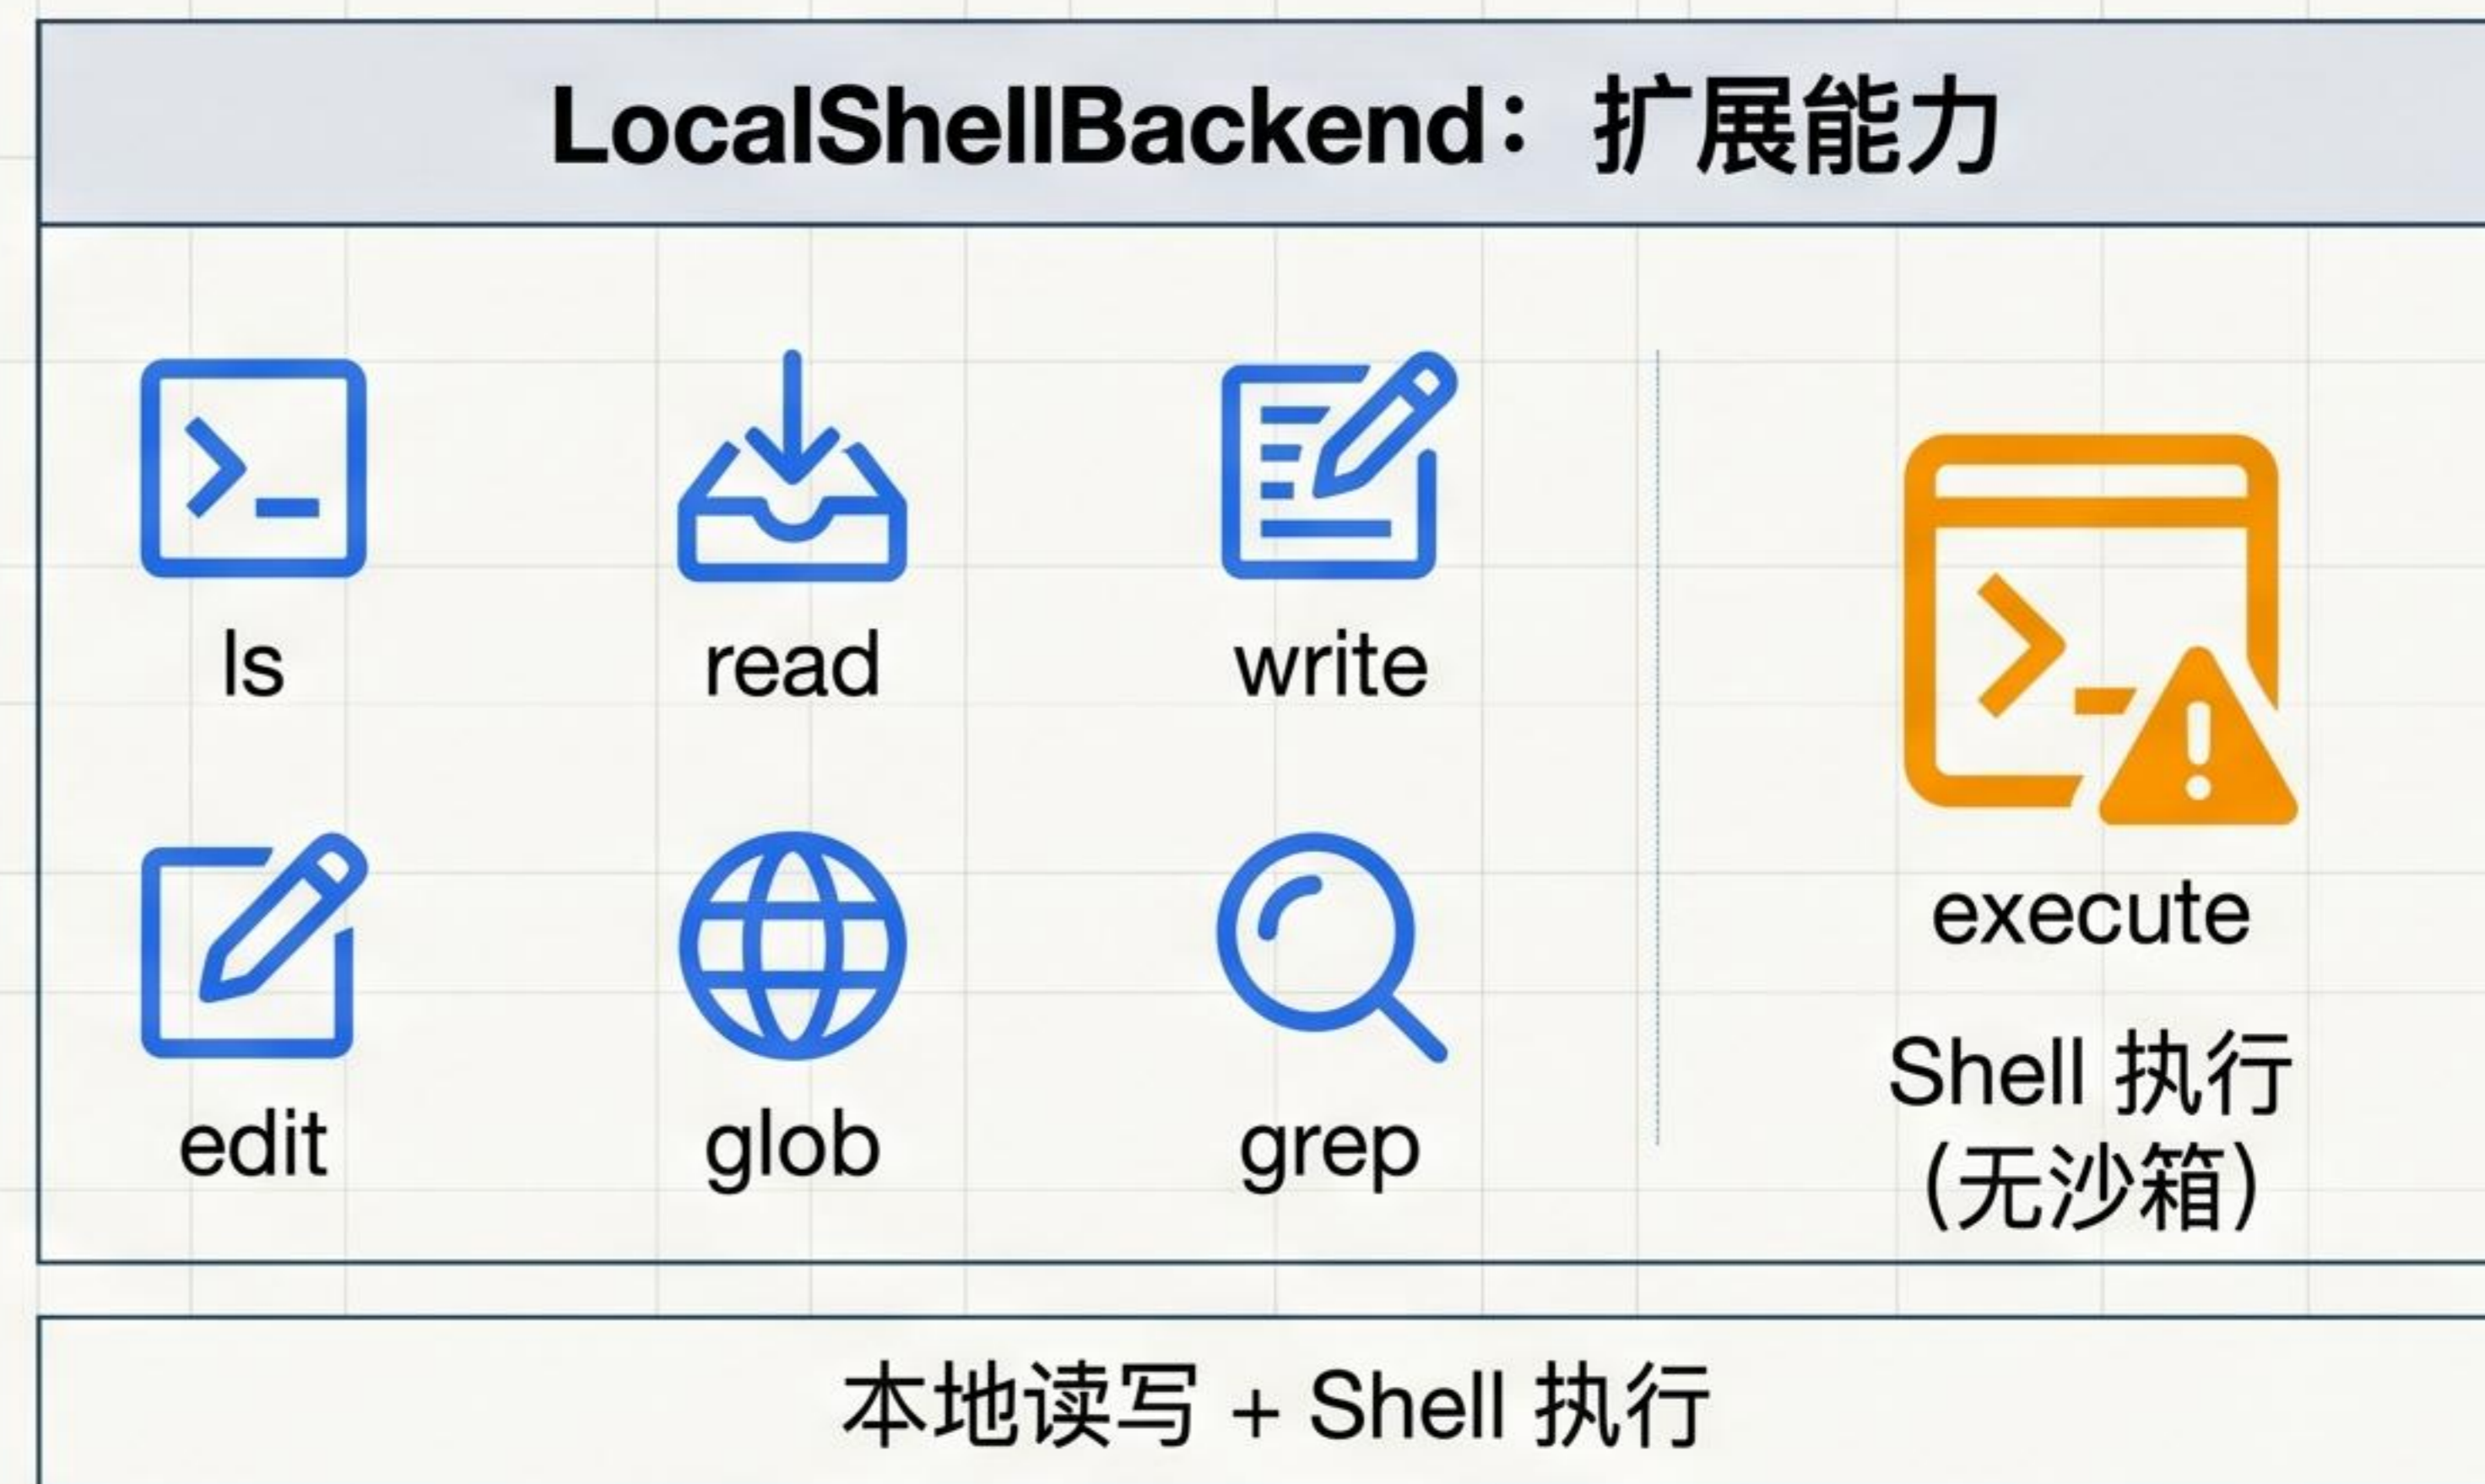 LocalShellBackend：扩展能力
ls
read
write
edit
glob
grep
execute
Shell 执行
(无沙箱)
本地读写 + Shell 执行